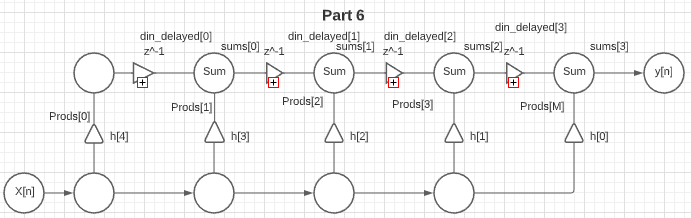 Part 6
din_delayed[0]
din_delayed[1]
din_delayed[2]
din_delayed[3]
z^-1
sums[0]
z^-1
sums[1]
z^-1
sums[2]
z^-1
sums[3]
Sum
Sum
Sum
Sum
y[n]
Prods[0]
Prods[1]
Prods[2]
Prods[3]
Prods[M]
h[4]
h[3]
h[2]
h[1]
h[0]
X[n]